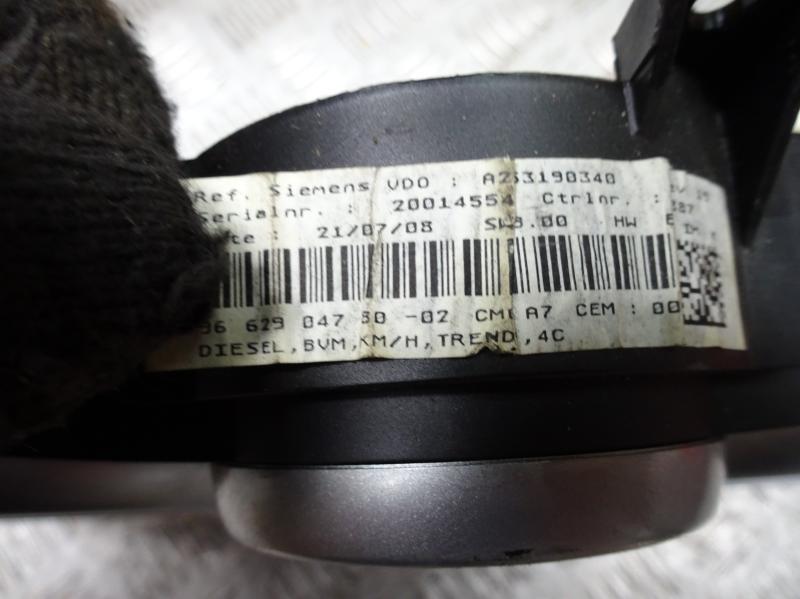 Ref. Siemens VDO : A2
Serialnr. : 20014554 Ctrlnr. :
: 21/07/08 SW3.00 HW E
96 629 047 80 -02 CM A7 CEM : 00
DIESEL,BVM,KM/H,TREND,4C